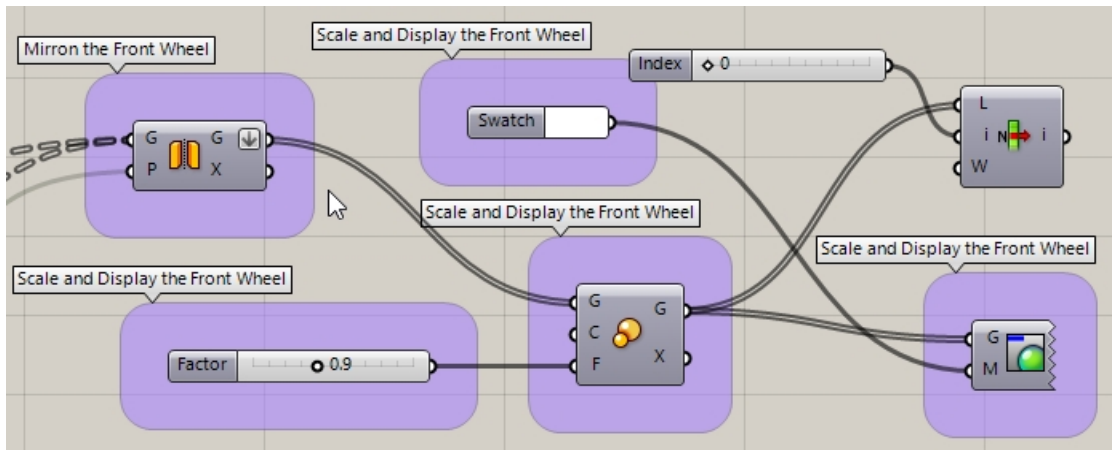 Mirron the Front Wheel
Scale and Display the Front Wheel
Index 0
Swatch
G G
P X
L
i N i
W
Scale and Display the Front Wheel
Scale and Display the Front Wheel
Scale and Display the Front Wheel
G G
C
F X
Factor 0.9
G
M